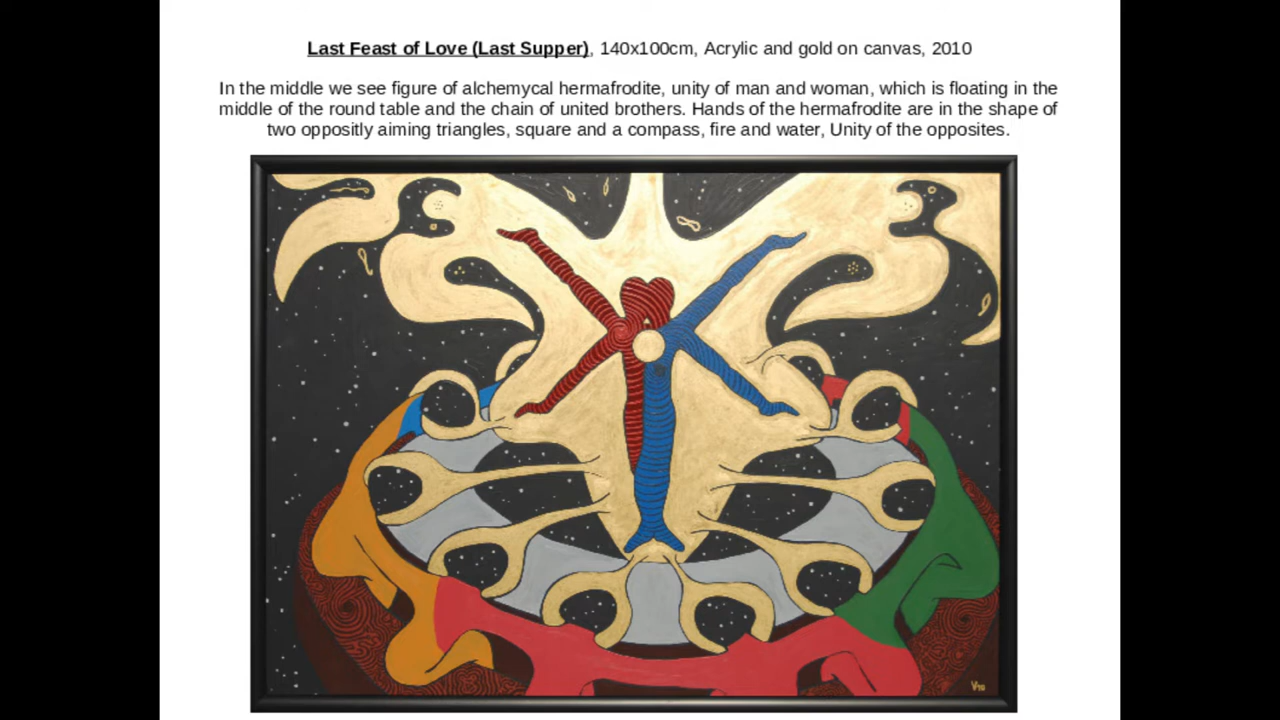 Last Feast of Love (Last Supper), 140x100cm, Acrylic and gold on canvas, 2010
In the middle we see figure of alchemycal hermafrodite, unity of man and woman, which is floating in the
middle of the round table and the chain of united brothers. Hands of the hermafrodite are in the shape of
two oppositly aiming triangles, square and a compass, fire and water, Unity of the opposites.